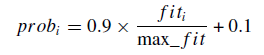 prob_i = 0.9 × fit_i / max_fit + 0.1